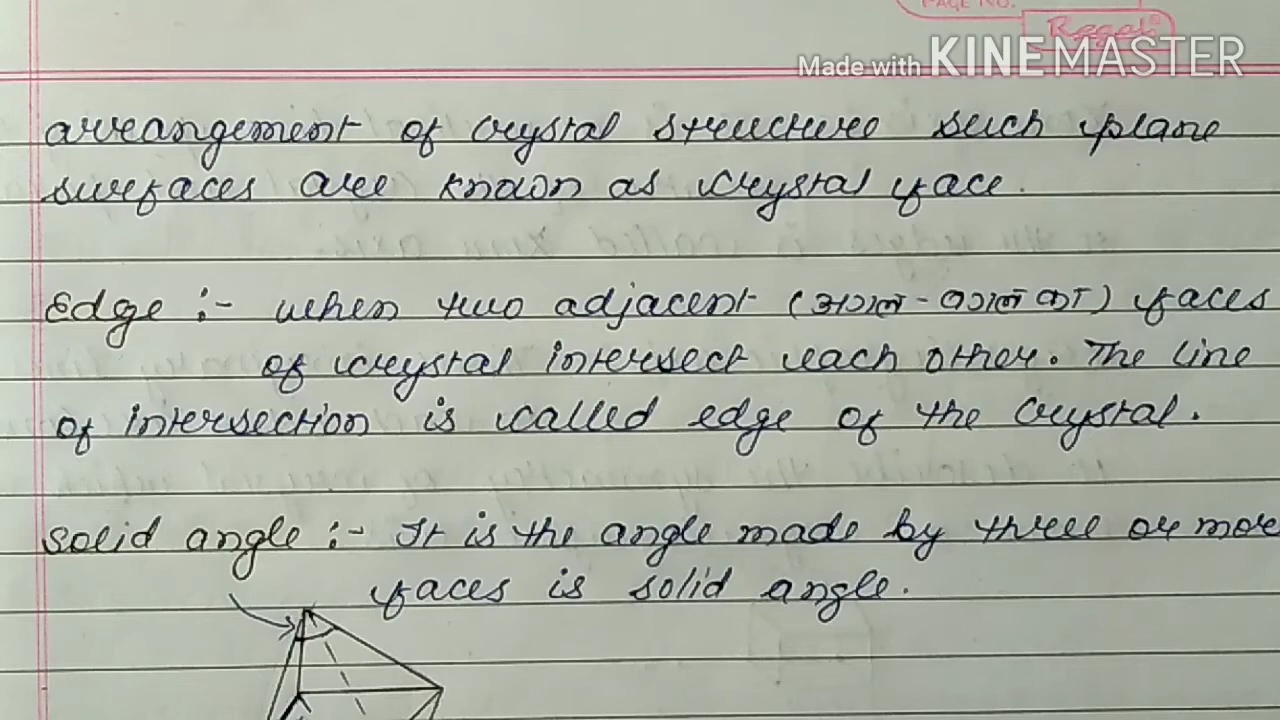 PAGE NO.
Made with KINEMASTER
arrangement of crystal structure such plane
surfaces are known as crystal face.
Edge :- when two adjacent (अगल-बगल का) faces
of crystal intersect each other. The line
of intersection is called edge of the crystal.
Solid angle :- It is the angle made by three or more
faces is solid angle.